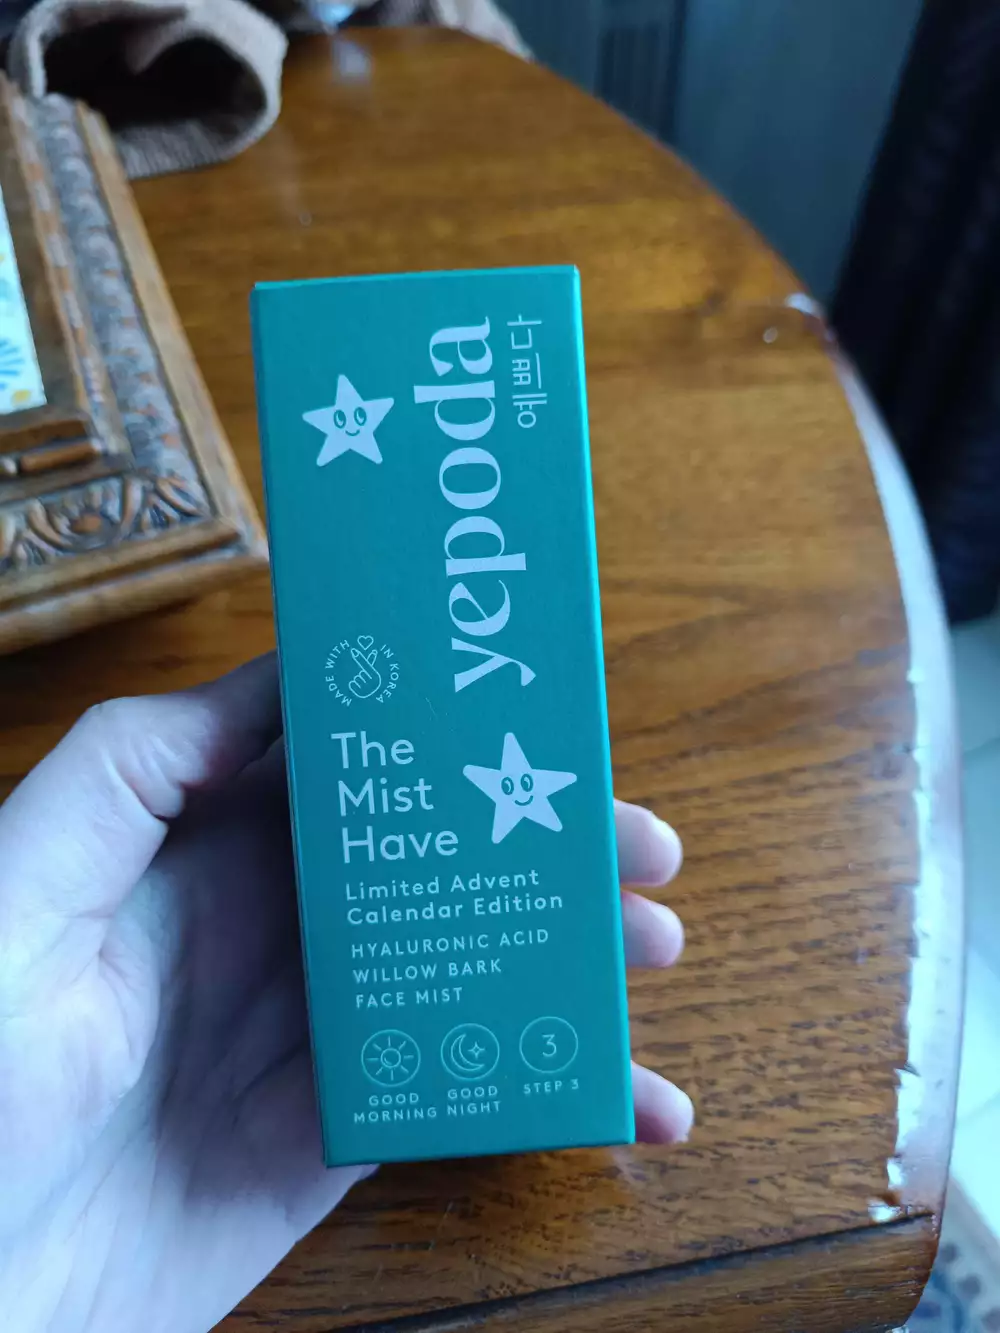 yepoda
예쁘다
MADE WITH
IN KOREA
The
Mist
Have
Limited Advent
Calendar Edition
HYALURONIC ACID
WILLOW BARK
FACE MIST
3
GOOD
MORNING
GOOD
NIGHT
STEP 3